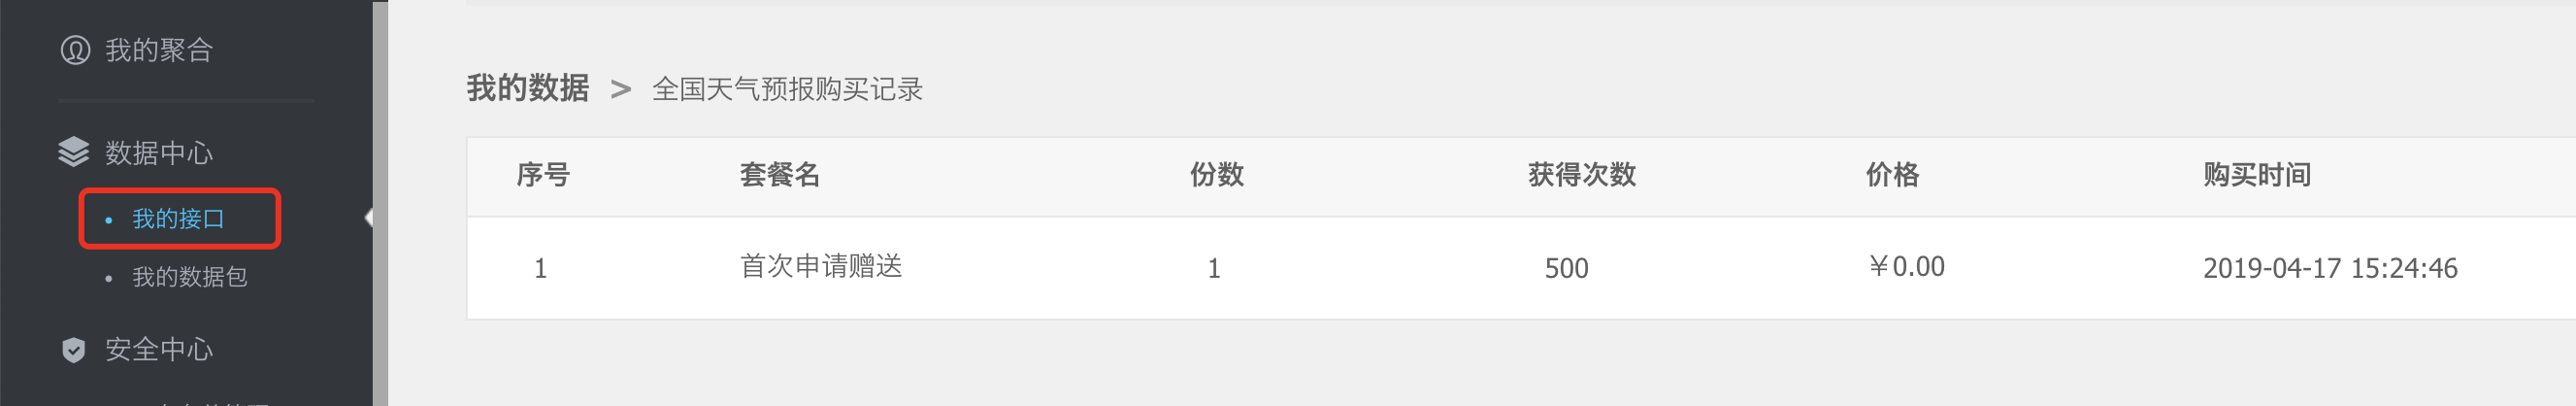 我的聚合
数据中心
我的接口
我的数据包
安全中心
我的数据 > 全国天气预报购买记录
序号 套餐名 份数 获得次数 价格 购买时间
1 首次申请赠送 1 500 ￥0.00 2019-04-17 15:24:46